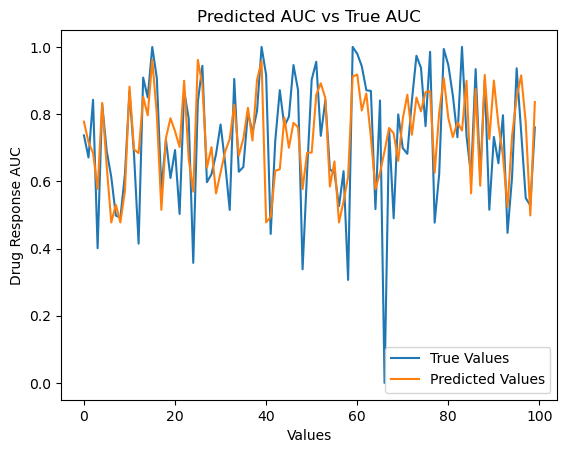 Predicted AUC vs True AUC
Drug Response AUC
1.0
0.8
0.6
0.4
0.2
0.0
True Values
Predicted Values
0 20 40 60 80 100
Values